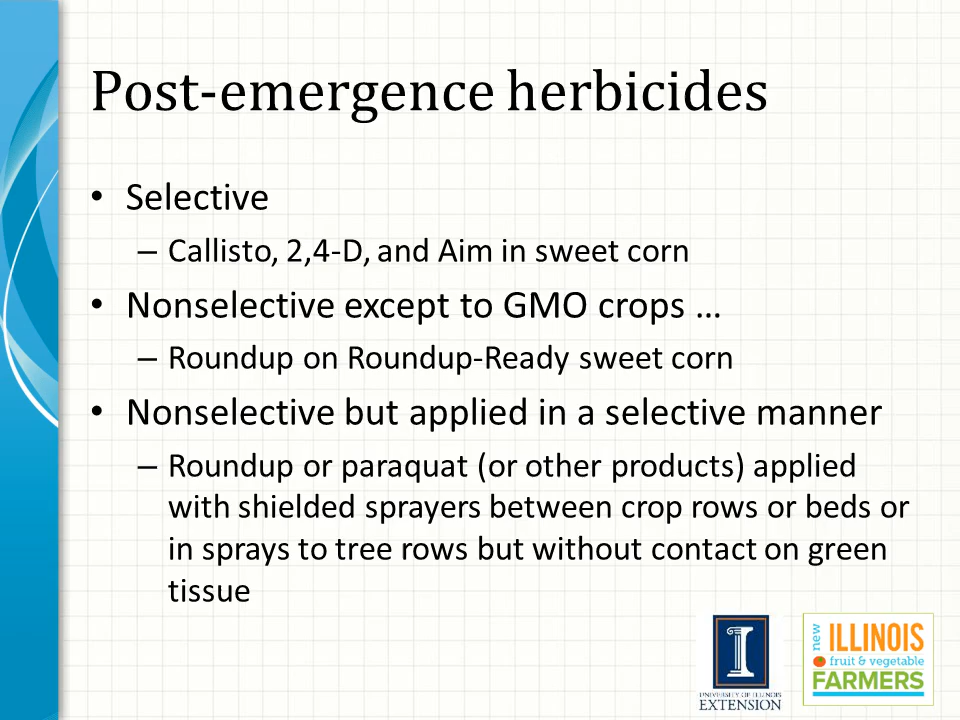 Post-emergence herbicides
• Selective
– Callisto, 2,4-D, and Aim in sweet corn
• Nonselective except to GMO crops …
– Roundup on Roundup-Ready sweet corn
• Nonselective but applied in a selective manner
– Roundup or paraquat (or other products) applied
with shielded sprayers between crop rows or beds or
in sprays to tree rows but without contact on green
tissue
I
UNIVERSITY OF ILLINOIS
EXTENSION
new
ILLINOIS
fruit & vegetable
FARMERS